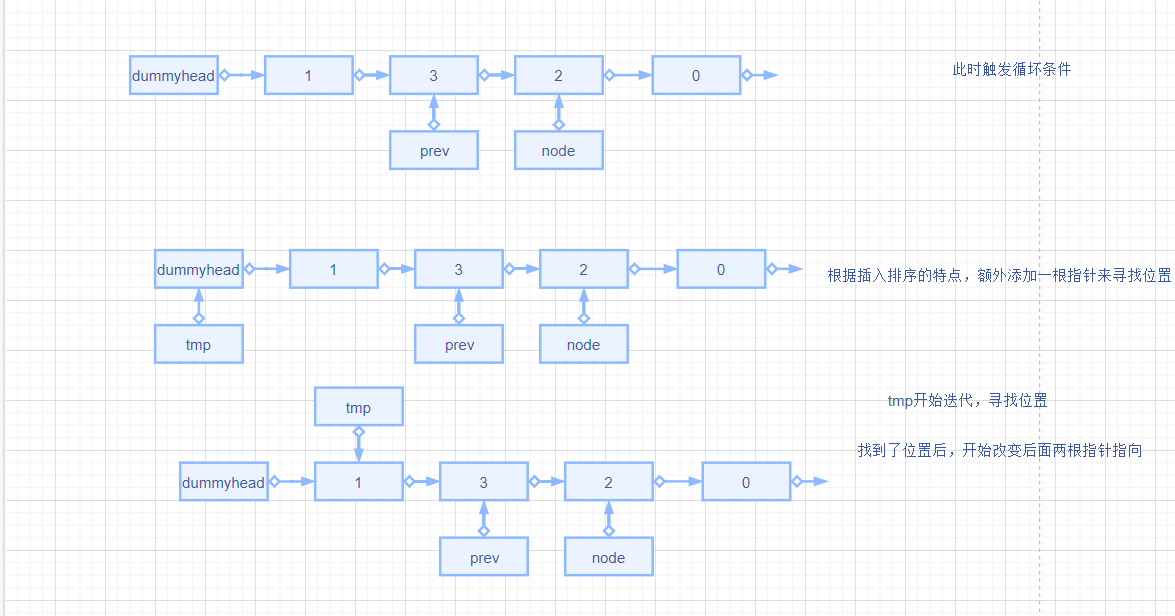 dummyhead 1 3 2 0 此时触发循坏条件
prev node
dummyhead 1 3 2 0 根据插入排序的特点，额外添加一根指针来寻找位置
tmp prev node
tmp tmp开始迭代，寻找位置
找到了位置后，开始改变后面两根指针指向
dummyhead 1 3 2 0
prev node